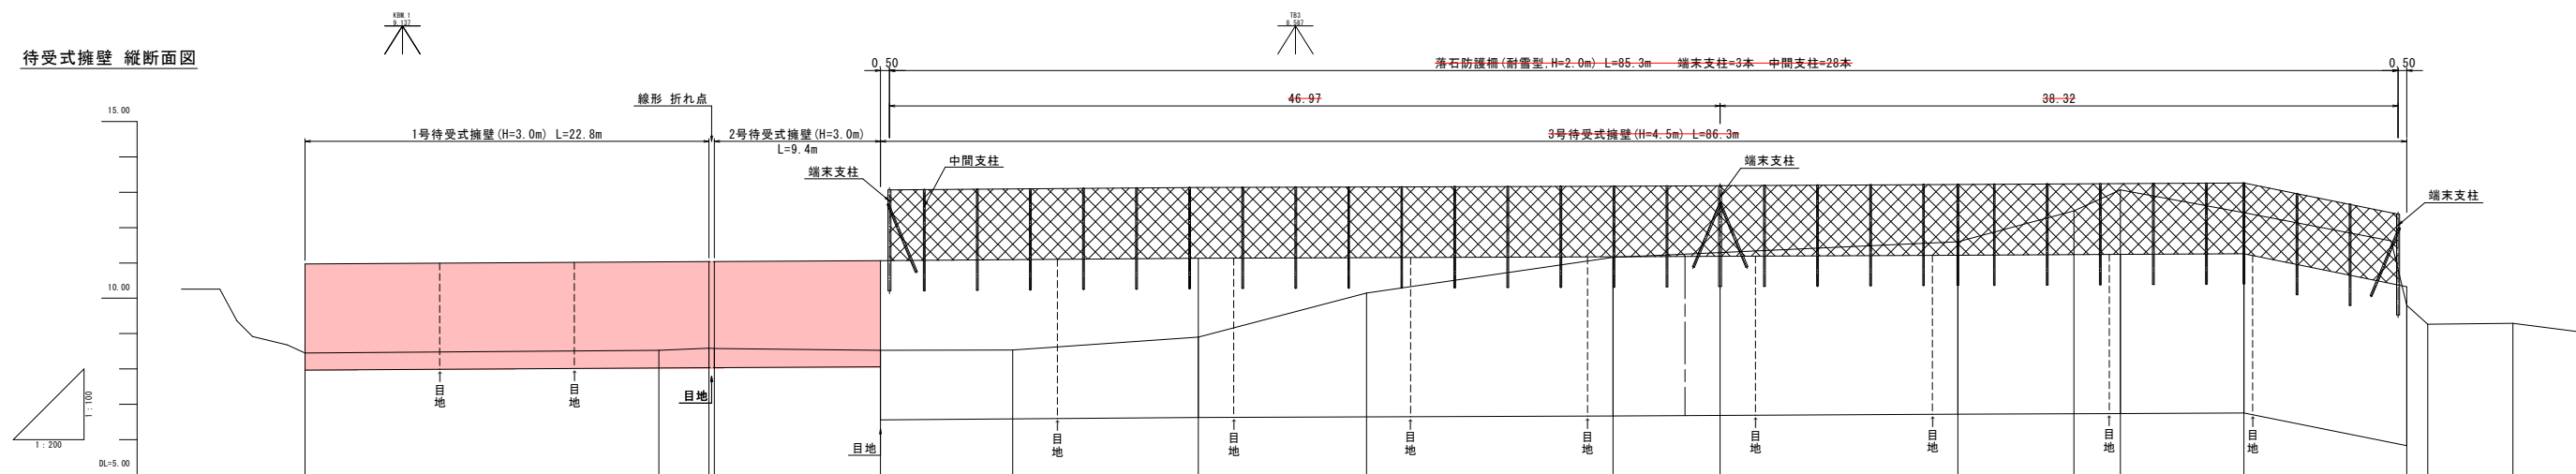 KBM.1
9.137
TB3
8.587
待受式擁壁 縦断面図
0.50
落石防護柵(耐雪型,H=2.0m) L=85.3m 端末支柱=3本 中間支柱=28本
0.50
線形 折れ点
46.97
38.32
15.00
1号待受式擁壁(H=3.0m) L=22.8m
2号待受式擁壁(H=3.0m)
L=9.4m
3号待受式擁壁(H=4.5m) L=86.3m
端末支柱
中間支柱
端末支柱
端末支柱
10.00
目地
目地
目地
目地
目地
目地
目地
目地
目地
目地
目地
目地
1:100
1:200
DL=5.00